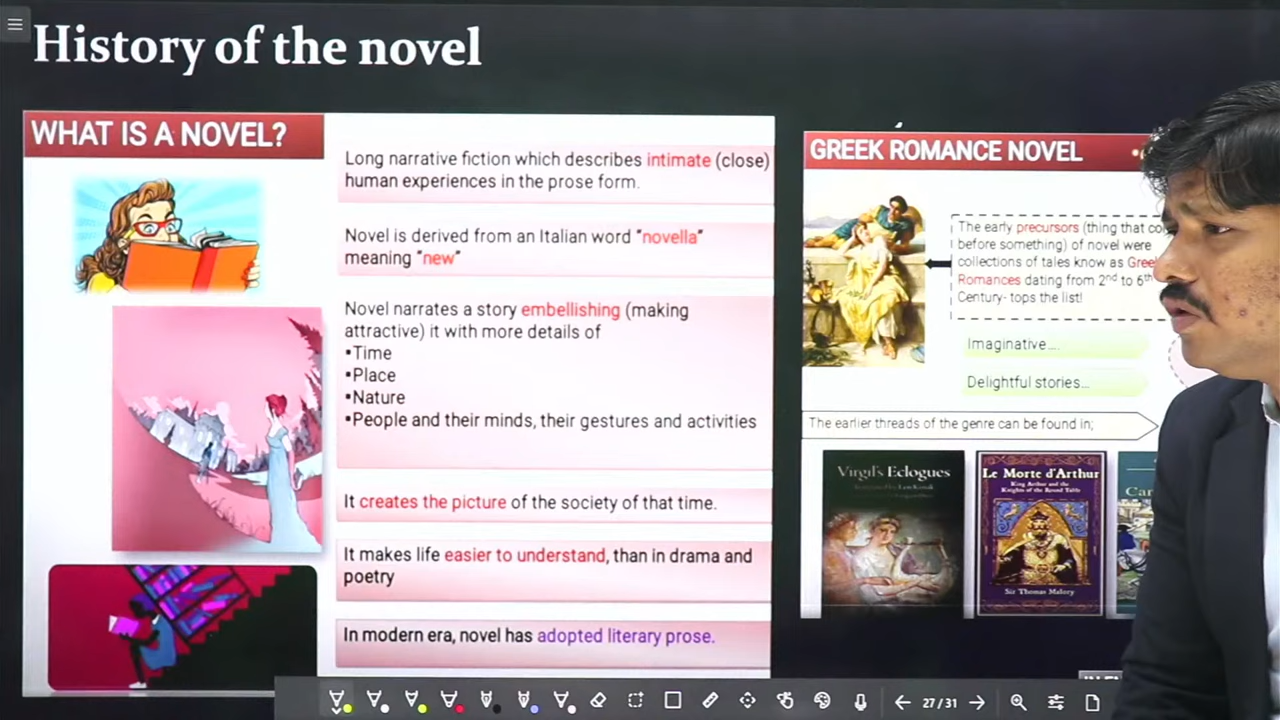 History of the novel
WHAT IS A NOVEL?
Long narrative fiction which describes intimate (close)
human experiences in the prose form.
Novel is derived from an Italian word “novella”
meaning “new”
Novel narrates a story embellishing (making
attractive) it with more details of
▪Time
▪Place
▪Nature
▪People and their minds, their gestures and activities
It creates the picture of the society of that time.
It makes life easier to understand, than in drama and
poetry
In modern era, novel has adopted literary prose.
GREEK ROMANCE NOVEL
The early precursors (thing that
before something) of novel were
collections of tales know as
Romances dating from 2nd to 6th
Century- tops the list!
Imaginative....
Delightful stories...
The earlier threads of the genre can be found in;
Virgil's Eclogues
Le Morte d'Arthur
King Arthur and the
Knights of the Round Table
Sir Thomas Malory
27/31